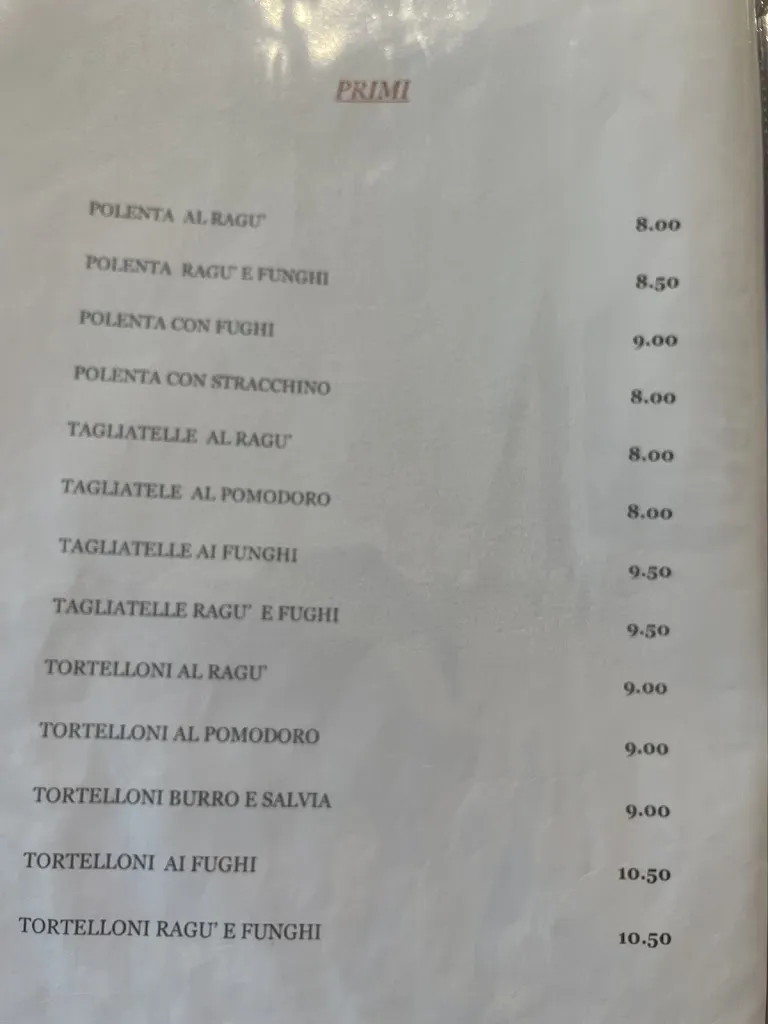 PRIMI
POLENTA AL RAGU' 8.00
POLENTA RAGU' E FUNGHI 8.50
POLENTA CON FUGHI 9.00
POLENTA CON STRACCHINO 8.00
TAGLIATELLE AL RAGU' 8.00
TAGLIATELE AL POMODORO 8.00
TAGLIATELLE AI FUNGHI 9.50
TAGLIATELLE RAGU' E FUGHI 9.50
TORTELLONI AL RAGU' 9.00
TORTELLONI AL POMODORO 9.00
TORTELLONI BURRO E SALVIA 9.00
TORTELLONI AI FUGHI 10.50
TORTELLONI RAGU' E FUNGHI 10.50